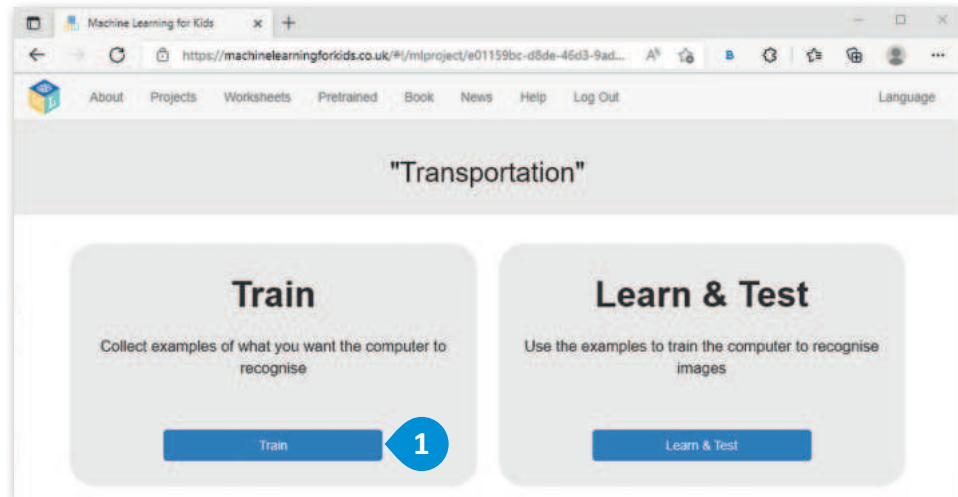 Machine Learning for Kids
https://machinelearningforkids.co.uk/#!/mlproject/e01159bc-d8de-46d3-9ad...
About Projects Worksheets Pretrained Book News Help Log Out Language
"Transportation"
Train
Collect examples of what you want the computer to
recognise
Train
1
Learn & Test
Use the examples to train the computer to recognise
images
Learn & Test